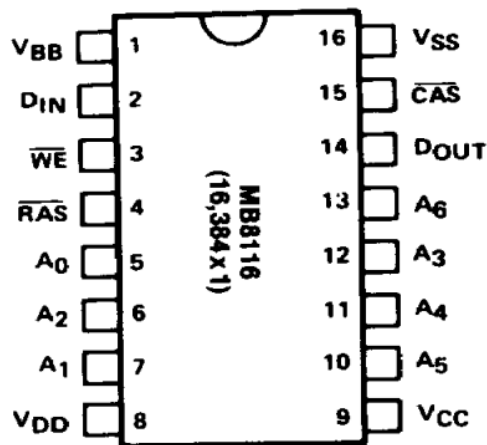 VBB 1 16 VSS
DIN 2 15 CAS
WE 3 14 DOUT
RAS 4 13 A6
A0 5 12 A3
A2 6 11 A4
A1 7 10 A5
VDD 8 9 VCC
MB8116
(16,384x1)